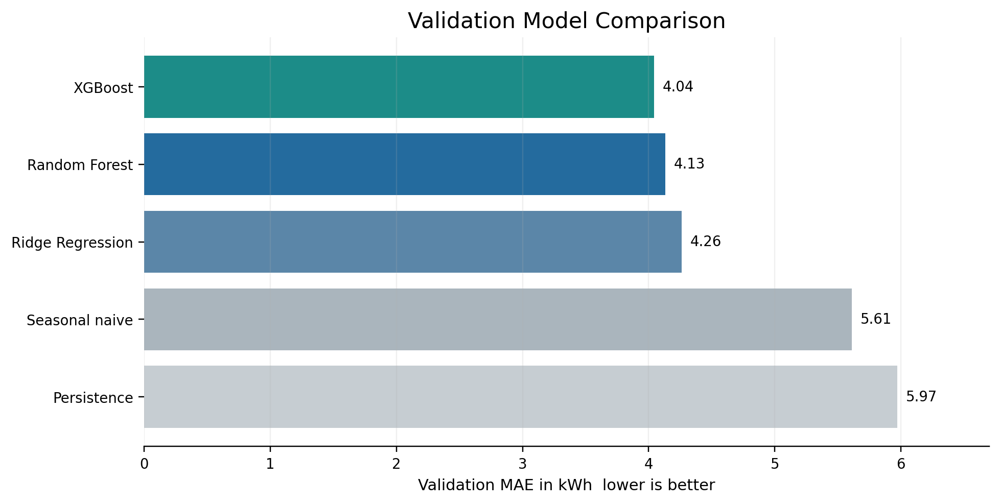 Validation Model Comparison
XGBoost
4.04
Random Forest
4.13
Ridge Regression
4.26
Seasonal naive
5.61
Persistence
5.97
0 1 2 3 4 5 6
Validation MAE in kWh  lower is better